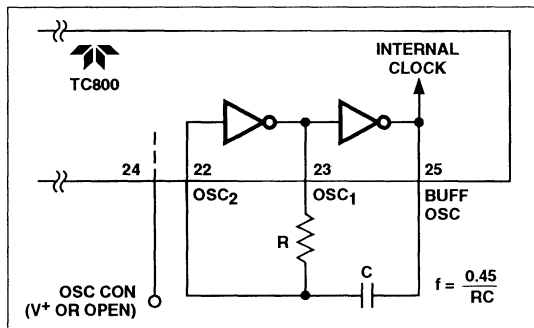 INTERNAL
CLOCK
TC800
24
22
23
25
OSC2
OSC1
BUFF
OSC
R
C
f = 0.45
RC
OSC CON
(V+ OR OPEN)